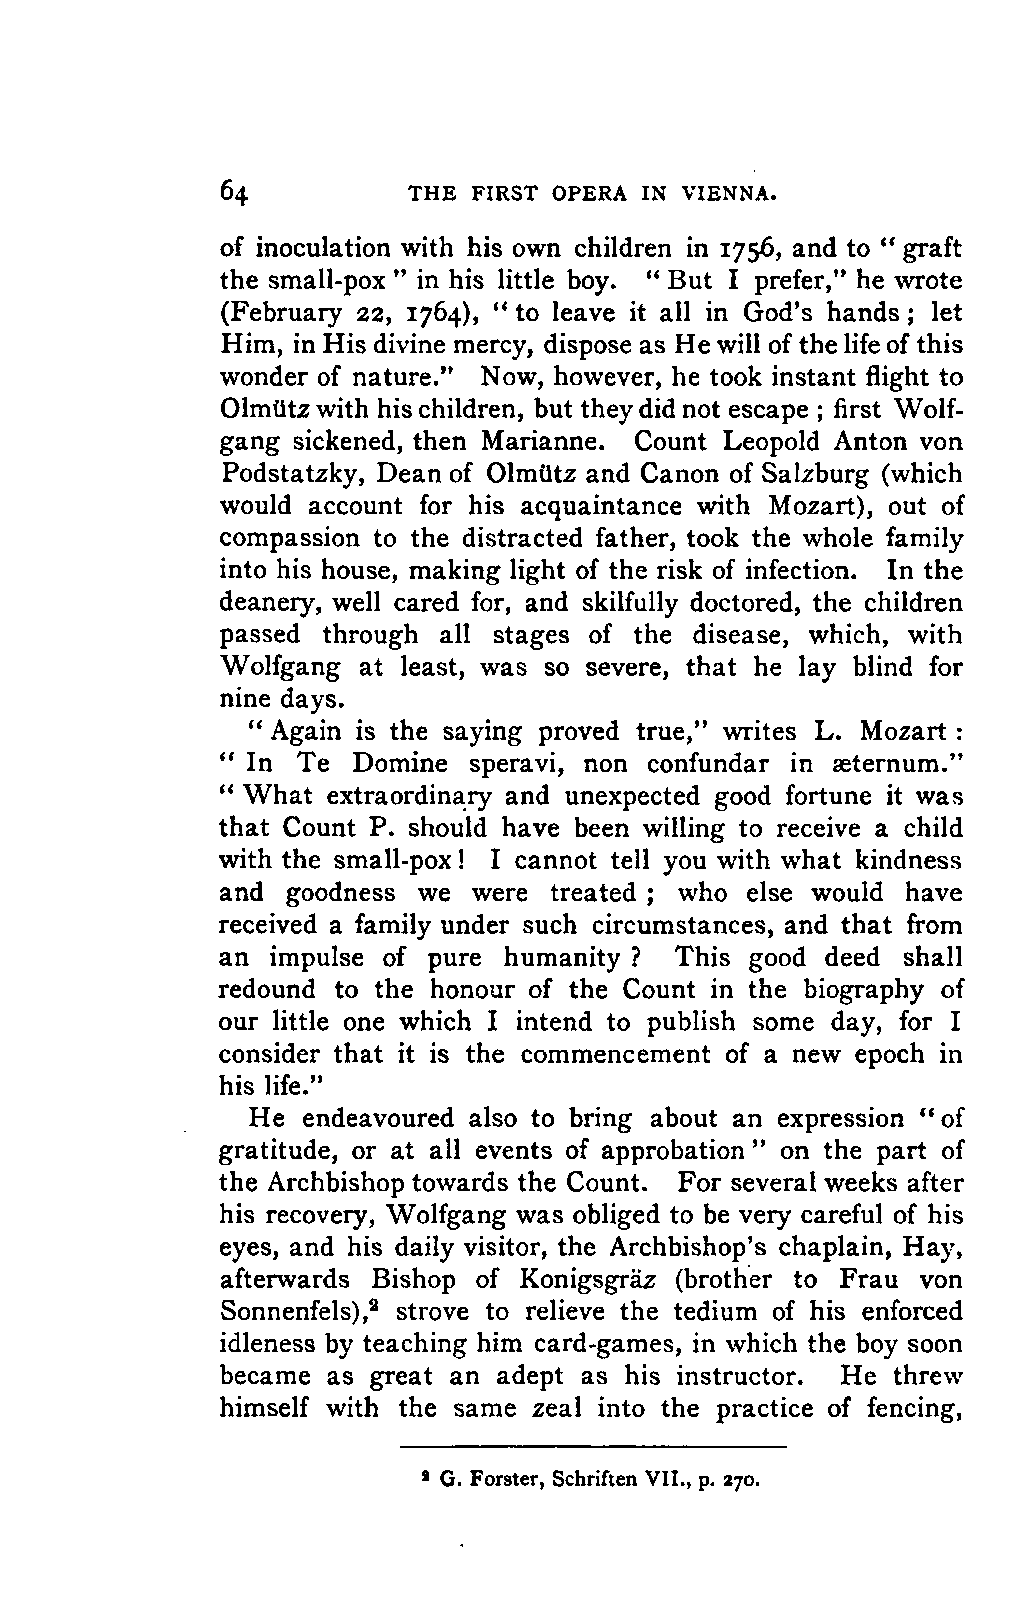 64 THE FIRST OPERA IN VIENNA.
of inoculation with his own children in 1756, and to “ graft
the small-pox ” in his little boy. “ But I prefer,” he wrote
(February 22, 1764), “ to leave it all in God’s hands ; let
Him, in His divine mercy, dispose as He will of the life of this
wonder of nature.” Now, however, he took instant flight to
Olmütz with his children, but they did not escape ; first Wolf-
gang sickened, then Marianne. Count Leopold Anton von
Podstatzky, Dean of Olmütz and Canon of Salzburg (which
would account for his acquaintance with Mozart), out of
compassion to the distracted father, took the whole family
into his house, making light of the risk of infection. In the
deanery, well cared for, and skilfully doctored, the children
passed through all stages of the disease, which, with
Wolfgang at least, was so severe, that he lay blind for
nine days.
“ Again is the saying proved true,” writes L. Mozart :
“ In Te Domine speravi, non confundar in æternum.”
“ What extraordinary and unexpected good fortune it was
that Count P. should have been willing to receive a child
with the small-pox ! I cannot tell you with what kindness
and goodness we were treated ; who else would have
received a family under such circumstances, and that from
an impulse of pure humanity ? This good deed shall
redound to the honour of the Count in the biography of
our little one which I intend to publish some day, for I
consider that it is the commencement of a new epoch in
his life.”
He endeavoured also to bring about an expression “ of
gratitude, or at all events of approbation ” on the part of
the Archbishop towards the Count. For several weeks after
his recovery, Wolfgang was obliged to be very careful of his
eyes, and his daily visitor, the Archbishop’s chaplain, Hay,
afterwards Bishop of Konigsgräz (brother to Frau von
Sonnenfels),² strove to relieve the tedium of his enforced
idleness by teaching him card-games, in which the boy soon
became as great an adept as his instructor. He threw
himself with the same zeal into the practice of fencing,
² G. Forster, Schriften VII., p. 270.